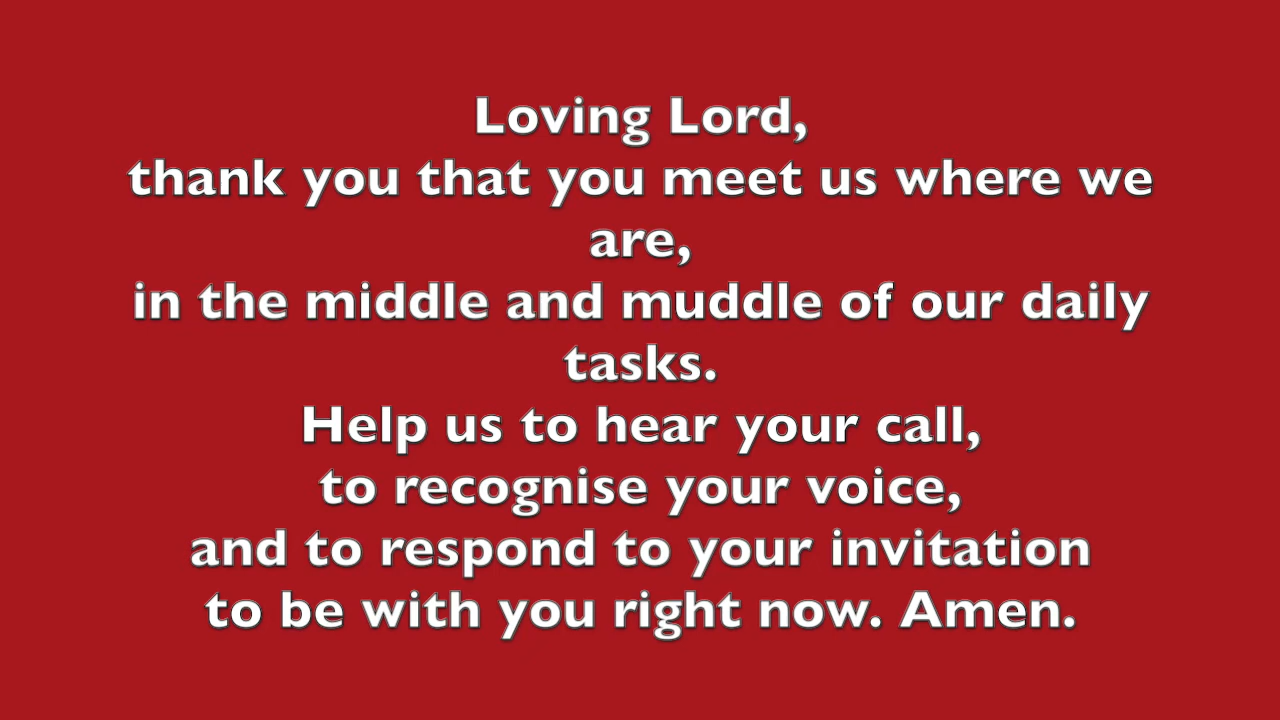 Loving Lord,
thank you that you meet us where we
are,
in the middle and muddle of our daily
tasks.
Help us to hear your call,
to recognise your voice,
and to respond to your invitation
to be with you right now. Amen.